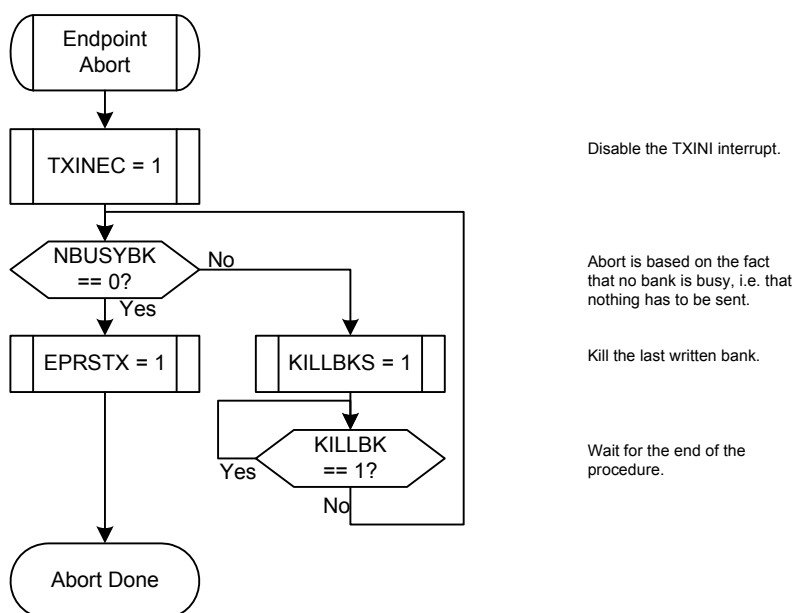 Endpoint
Abort
TXINEC = 1
Disable the TXINI interrupt.
NBUSYBK
== 0?
No
Yes
Abort is based on the fact
that no bank is busy, i.e. that
nothing has to be sent.
EPRSTX = 1
KILLBKS = 1
Kill the last written bank.
KILLBK
== 1?
Yes
No
Wait for the end of the
procedure.
Abort Done